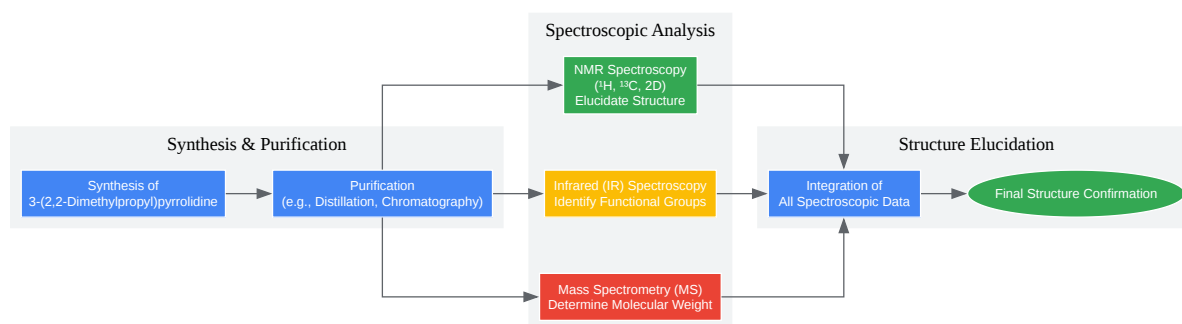 Spectroscopic Analysis
NMR Spectroscopy
(¹H, ¹³C, 2D)
Elucidate Structure
Synthesis & Purification
Structure Elucidation
Synthesis of
3-(2,2-Dimethylpropyl)pyrrolidine
Purification
(e.g., Distillation, Chromatography)
Infrared (IR) Spectroscopy
Identify Functional Groups
Integration of
All Spectroscopic Data
Final Structure Confirmation
Mass Spectrometry (MS)
Determine Molecular Weight